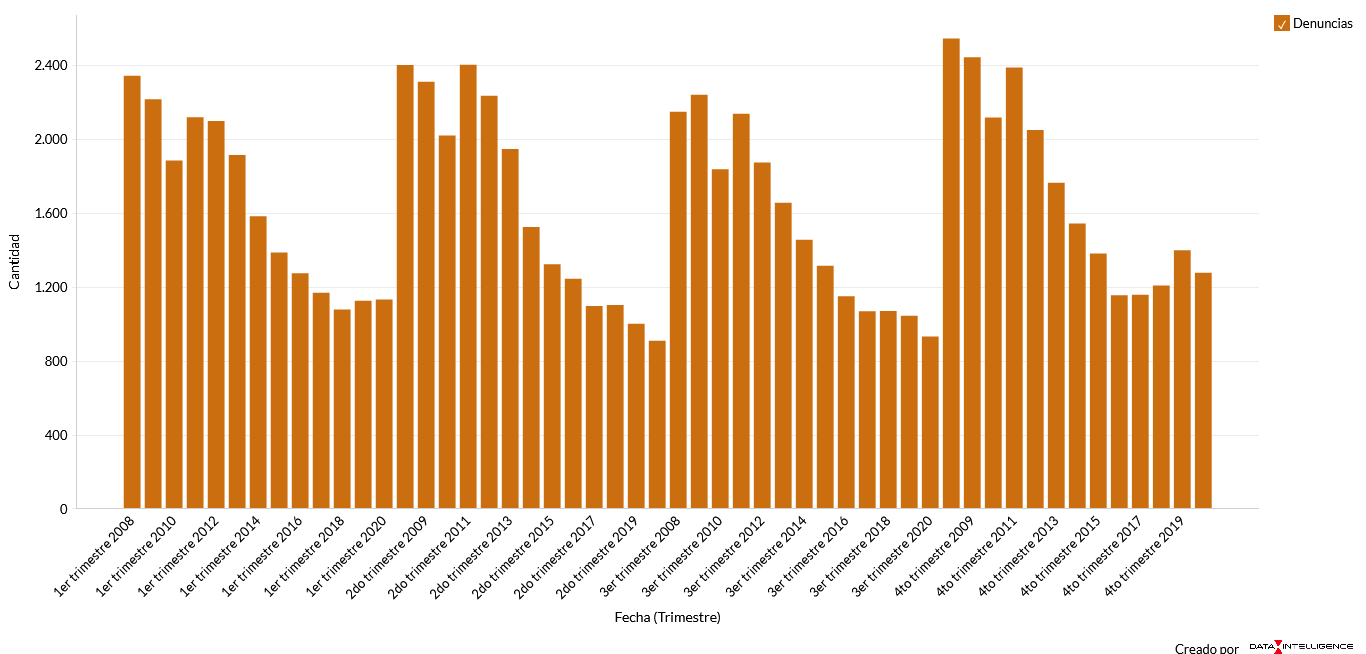 Denuncias
Cantidad
2.400
2.000
1.600
1.200
800
400
0
1er trimestre 2008
1er trimestre 2010
1er trimestre 2012
1er trimestre 2014
1er trimestre 2016
1er trimestre 2018
1er trimestre 2020
2do trimestre 2009
2do trimestre 2011
2do trimestre 2013
2do trimestre 2015
2do trimestre 2017
2do trimestre 2019
3er trimestre 2008
3er trimestre 2010
3er trimestre 2012
3er trimestre 2014
3er trimestre 2016
3er trimestre 2018
3er trimestre 2020
4to trimestre 2009
4to trimestre 2011
4to trimestre 2013
4to trimestre 2015
4to trimestre 2017
4to trimestre 2019
Fecha (Trimestre)
Creado por DATA INTELLIGENCE